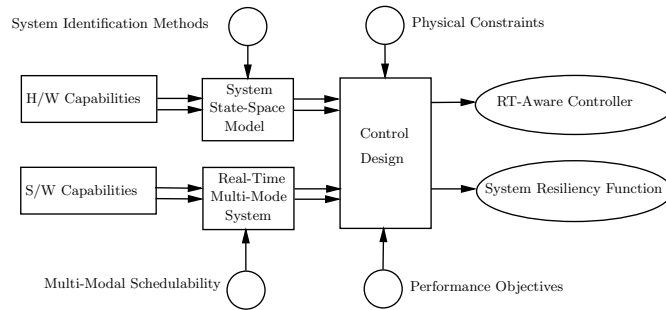 System Identification Methods
Physical Constraints
H/W Capabilities
System
State-Space
Model
Control
Design
RT-Aware Controller
S/W Capabilities
Real-Time
Multi-Mode
System
System Resiliency Function
Multi-Modal Schedulability
Performance Objectives